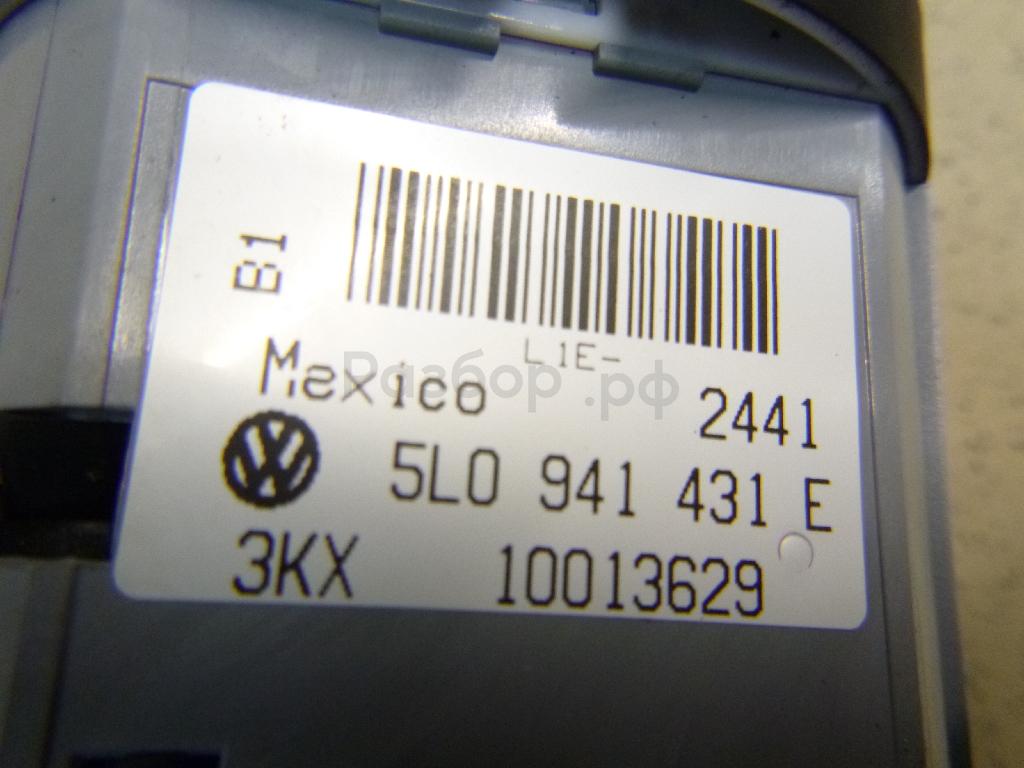 B1
L1E-
Mexico
Разбор.рф
2441
5L0 941 431 E
3KX 10013629